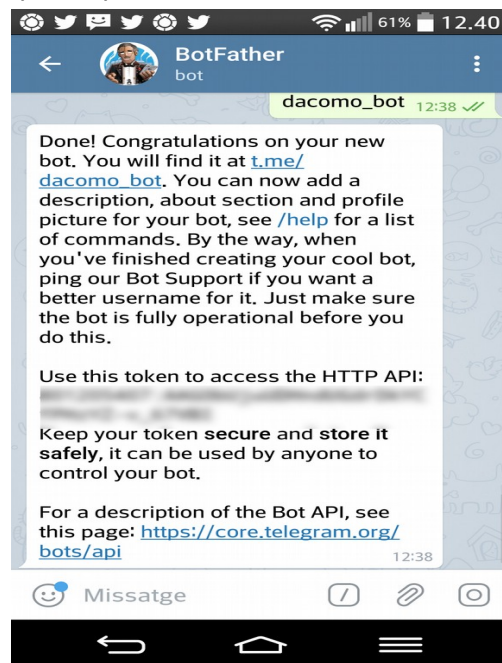 61% 12.40
BotFather
bot
dacomo_bot 12:38
Done! Congratulations on your new
bot. You will find it at t.me/
dacomo_bot. You can now add a
description, about section and profile
picture for your bot, see /help for a list
of commands. By the way, when
you've finished creating your cool bot,
ping our Bot Support if you want a
better username for it. Just make sure
the bot is fully operational before you
do this.
Use this token to access the HTTP API:
Keep your token secure and store it
safely, it can be used by anyone to
control your bot.
For a description of the Bot API, see
this page: https://core.telegram.org/
bots/api 12:38
Missatge